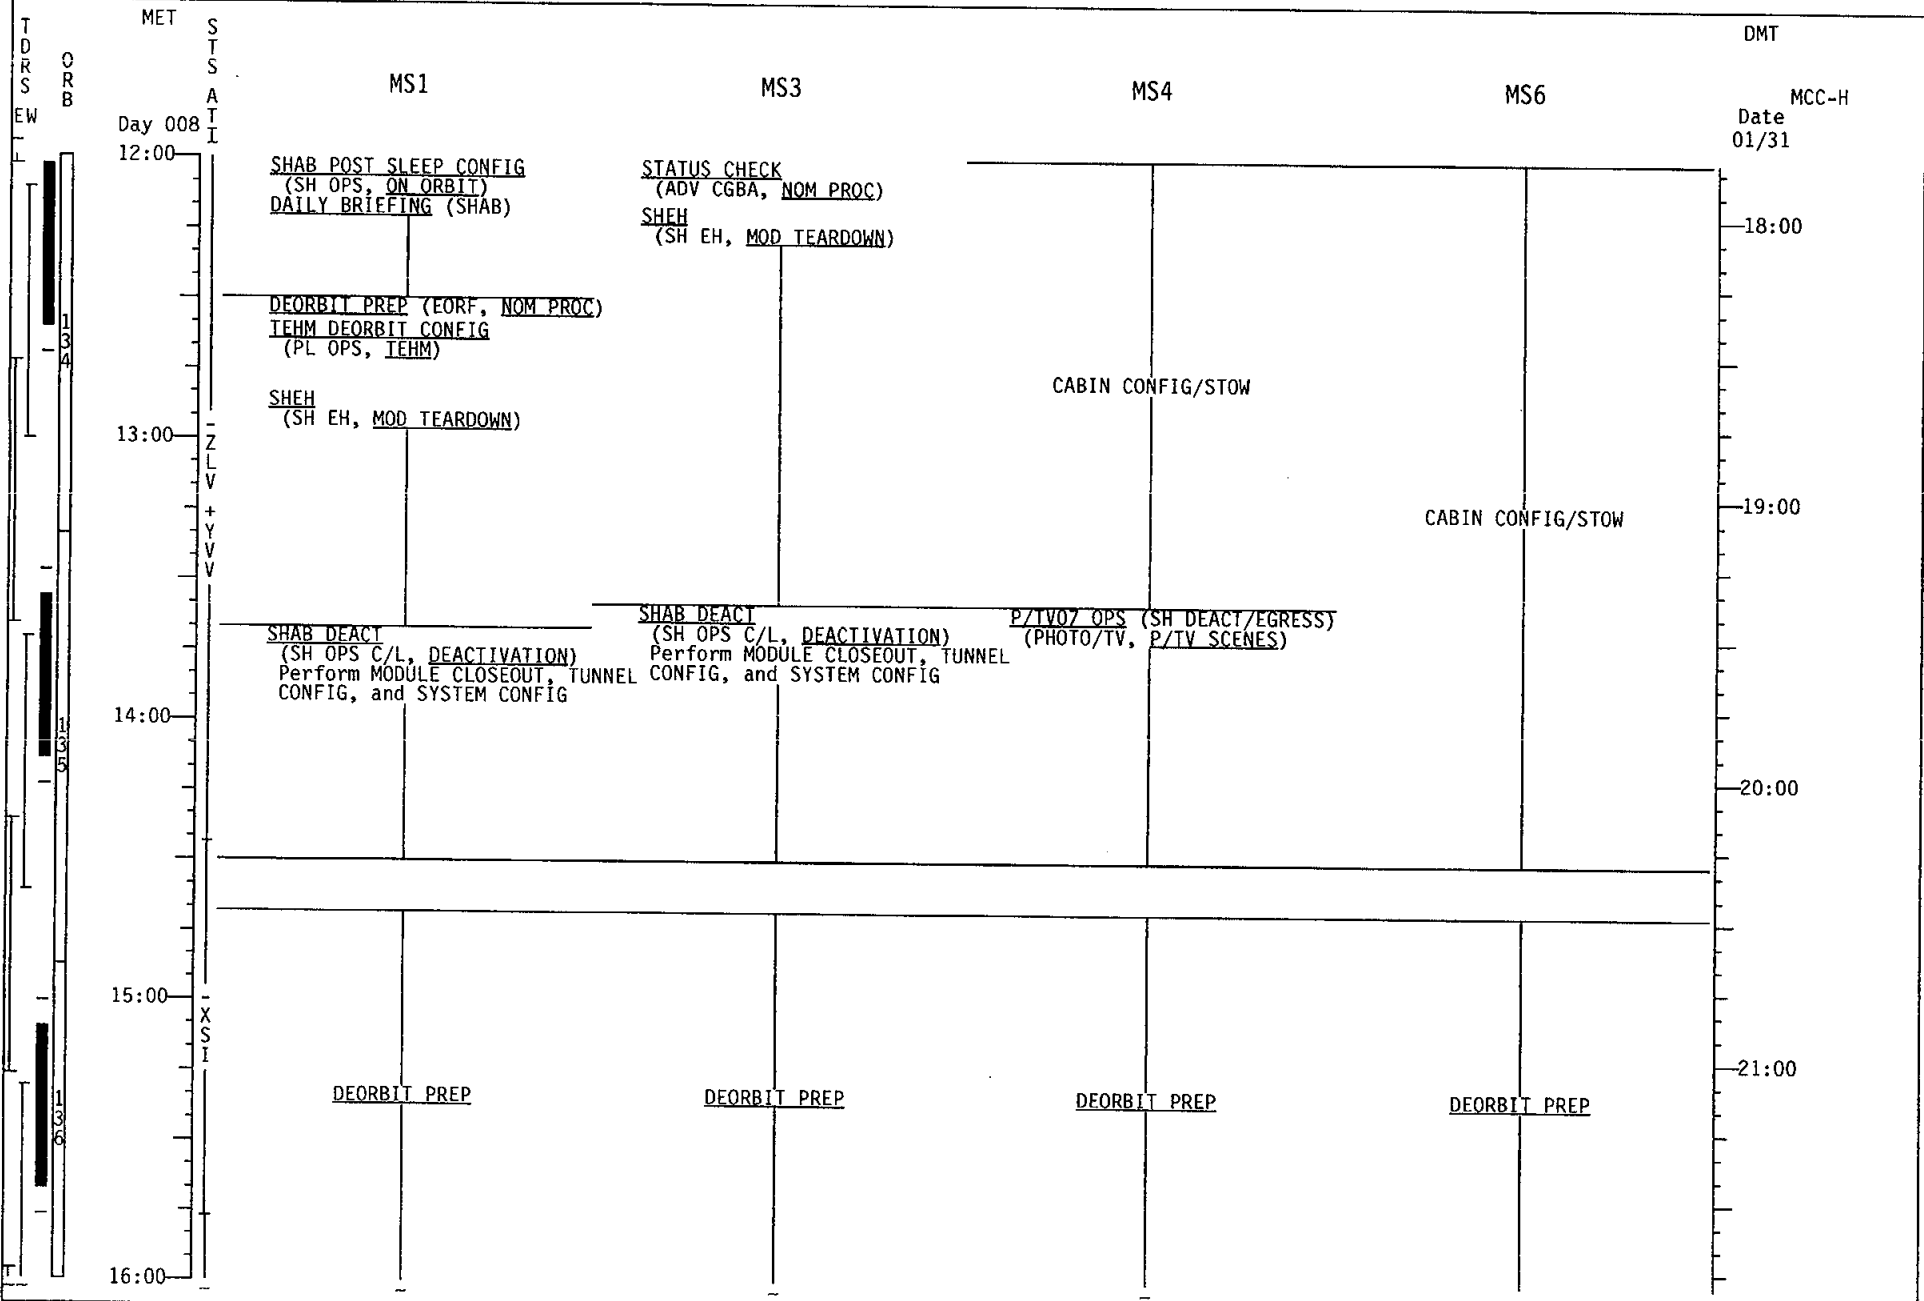 TDRS
EW
ORB
MET
STS ATI
MS1
MS3
MS4
MS6
DMT
MCC-H
Date
01/31
Day 008
12:00
13:00
14:00
15:00
16:00
134
135
136
-ZLV +YVV
-XSI
SHAB POST SLEEP CONFIG
(SH OPS, ON ORBIT)
DAILY BRIEFING (SHAB)
DEORBIT PREP (EORF, NOM PROC)
TEHM DEORBIT CONFIG
(PL OPS, TEHM)
SHEH
(SH EH, MOD TEARDOWN)
SHAB DEACT
(SH OPS C/L, DEACTIVATION)
Perform MODULE CLOSEOUT, TUNNEL
CONFIG, and SYSTEM CONFIG
DEORBIT PREP
STATUS CHECK
(ADV CGBA, NOM PROC)
SHEH
(SH EH, MOD TEARDOWN)
SHAB DEACT
(SH OPS C/L, DEACTIVATION)
Perform MODULE CLOSEOUT, TUNNEL
CONFIG, and SYSTEM CONFIG
DEORBIT PREP
CABIN CONFIG/STOW
P/TV07 OPS (SH DEACT/EGRESS)
(PHOTO/TV, P/TV SCENES)
DEORBIT PREP
CABIN CONFIG/STOW
DEORBIT PREP
18:00
19:00
20:00
21:00